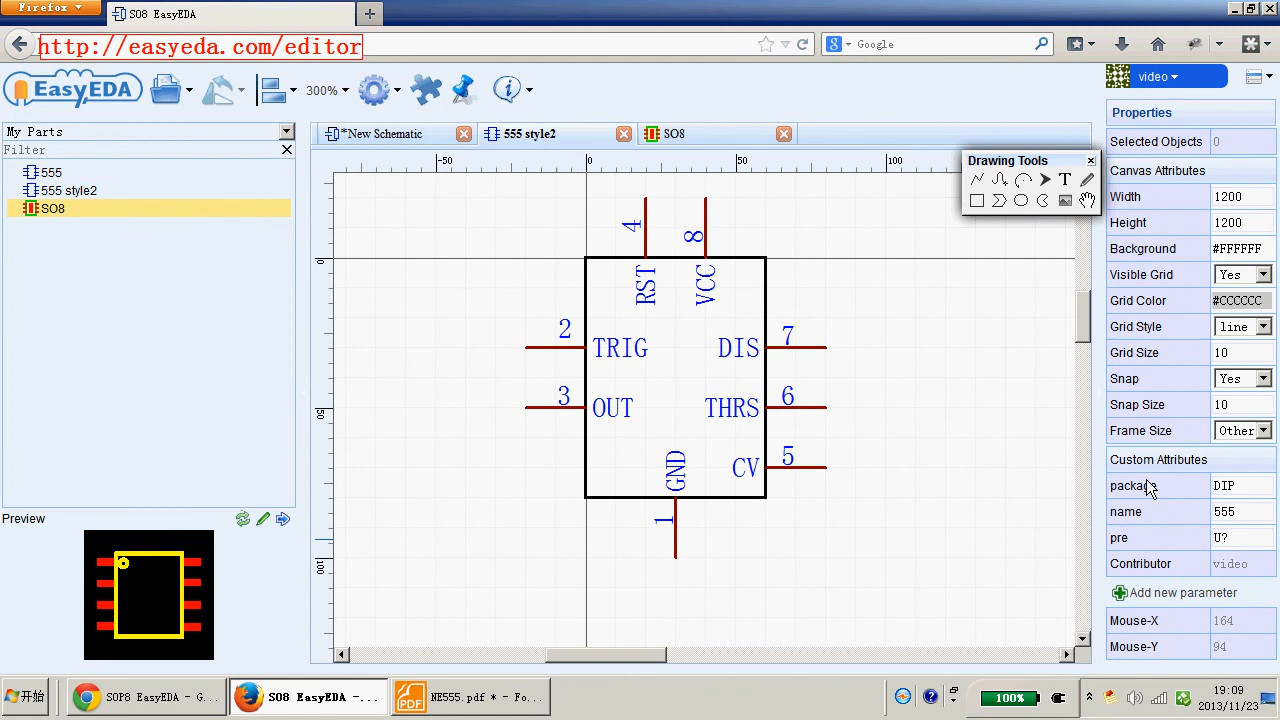 Firefox
SO8 EasyEDA
http://easyeda.com/editor
Google
EasyEDA
300%
video
My Parts
Filter
555
555 style2
SO8
Preview
*New Schematic
555 style2
SO8
-50
0
50
100
0
50
100
Drawing Tools
4
8
RST
VCC
2
TRIG
DIS
7
3
OUT
THRS
6
GND
CV
5
1
Properties
Selected Objects 0
Canvas Attributes
Width 1200
Height 1200
Background #FFFFFF
Visible Grid Yes
Grid Color #CCCCCC
Grid Style line
Grid Size 10
Snap Yes
Snap Size 10
Frame Size Other
Custom Attributes
package DIP
name 555
pre U?
Contributor video
Add new parameter
Mouse-X 164
Mouse-Y 94
开始
SOP8 EasyEDA - G...
SO8 EasyEDA -...
NE555.pdf * - Fo...
100%
19:09
2013/11/23